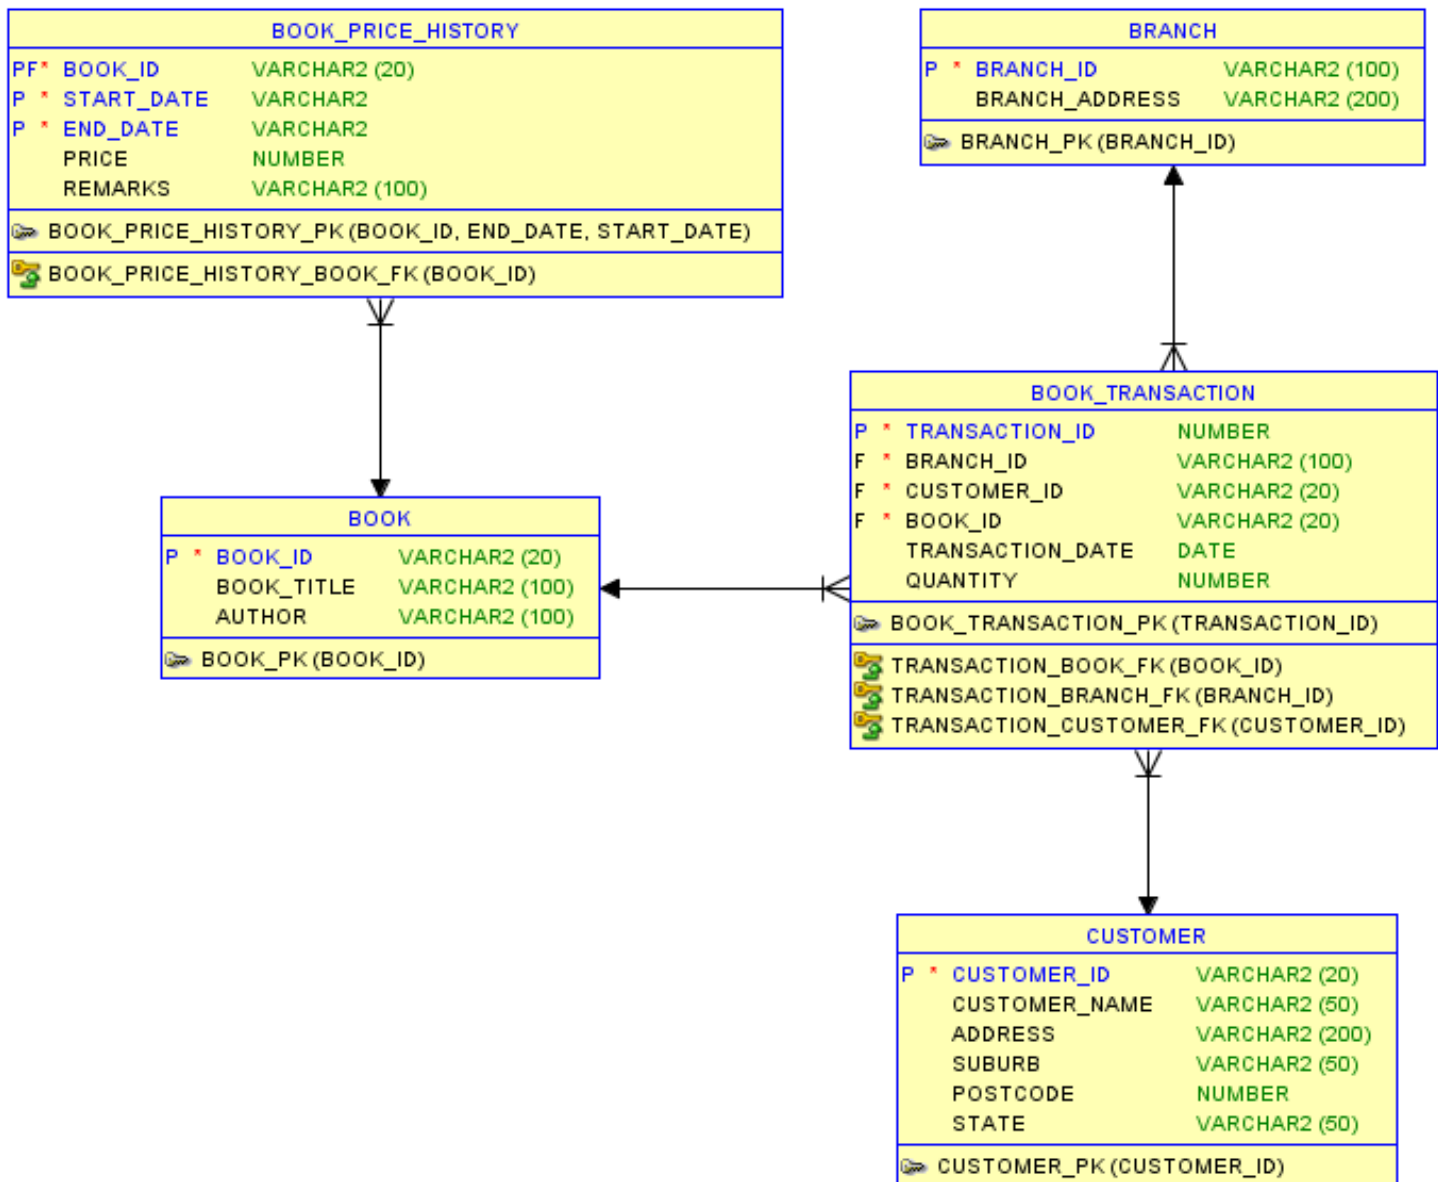 BOOK_PRICE_HISTORY
PF* BOOK_ID VARCHAR2 (20)
P * START_DATE VARCHAR2
P * END_DATE VARCHAR2
PRICE NUMBER
REMARKS VARCHAR2 (100)
BOOK_PRICE_HISTORY_PK (BOOK_ID, END_DATE, START_DATE)
BOOK_PRICE_HISTORY_BOOK_FK (BOOK_ID)
BRANCH
P * BRANCH_ID VARCHAR2 (100)
BRANCH_ADDRESS VARCHAR2 (200)
BRANCH_PK (BRANCH_ID)
BOOK
P * BOOK_ID VARCHAR2 (20)
BOOK_TITLE VARCHAR2 (100)
AUTHOR VARCHAR2 (100)
BOOK_PK (BOOK_ID)
BOOK_TRANSACTION
P * TRANSACTION_ID NUMBER
F * BRANCH_ID VARCHAR2 (100)
F * CUSTOMER_ID VARCHAR2 (20)
F * BOOK_ID VARCHAR2 (20)
TRANSACTION_DATE DATE
QUANTITY NUMBER
BOOK_TRANSACTION_PK (TRANSACTION_ID)
TRANSACTION_BOOK_FK (BOOK_ID)
TRANSACTION_BRANCH_FK (BRANCH_ID)
TRANSACTION_CUSTOMER_FK (CUSTOMER_ID)
CUSTOMER
P * CUSTOMER_ID VARCHAR2 (20)
CUSTOMER_NAME VARCHAR2 (50)
ADDRESS VARCHAR2 (200)
SUBURB VARCHAR2 (50)
POSTCODE NUMBER
STATE VARCHAR2 (50)
CUSTOMER_PK (CUSTOMER_ID)